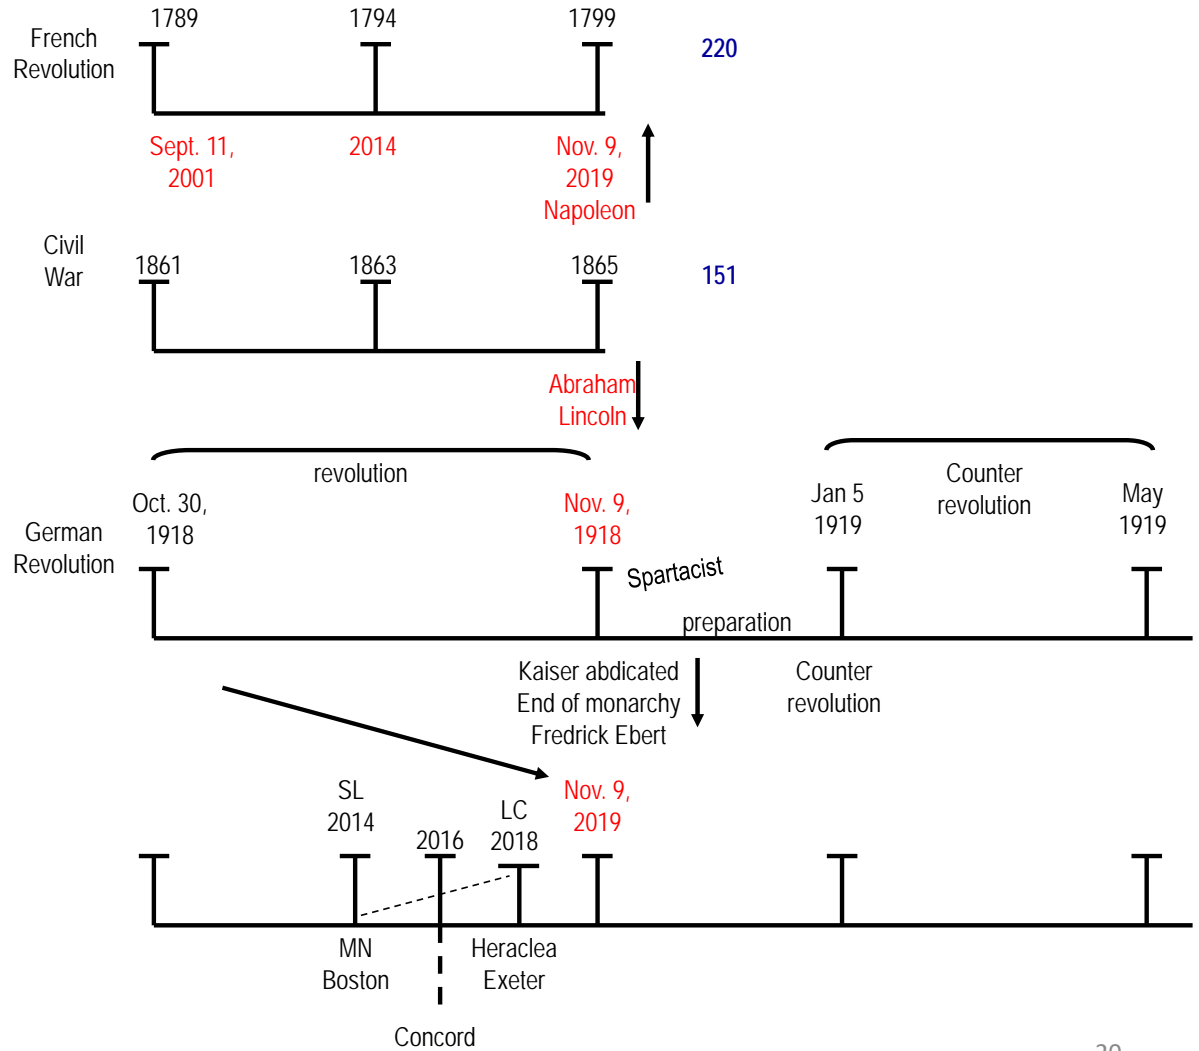 1789
1794
1799
French
Revolution
220
Sept. 11,
2001
2014
Nov. 9,
2019
Napoleon
Civil
War
1861
1863
1865
151
Abraham
Lincoln
revolution
Counter
revolution
Oct. 30,
1918
Nov. 9,
1918
Jan 5
1919
May
1919
German
Revolution
Spartacist
preparation
Kaiser abdicated
End of monarchy
Fredrick Ebert
Counter
revolution
SL
2014
2016
LC
2018
Nov. 9,
2019
MN
Boston
Heraclea
Exeter
Concord